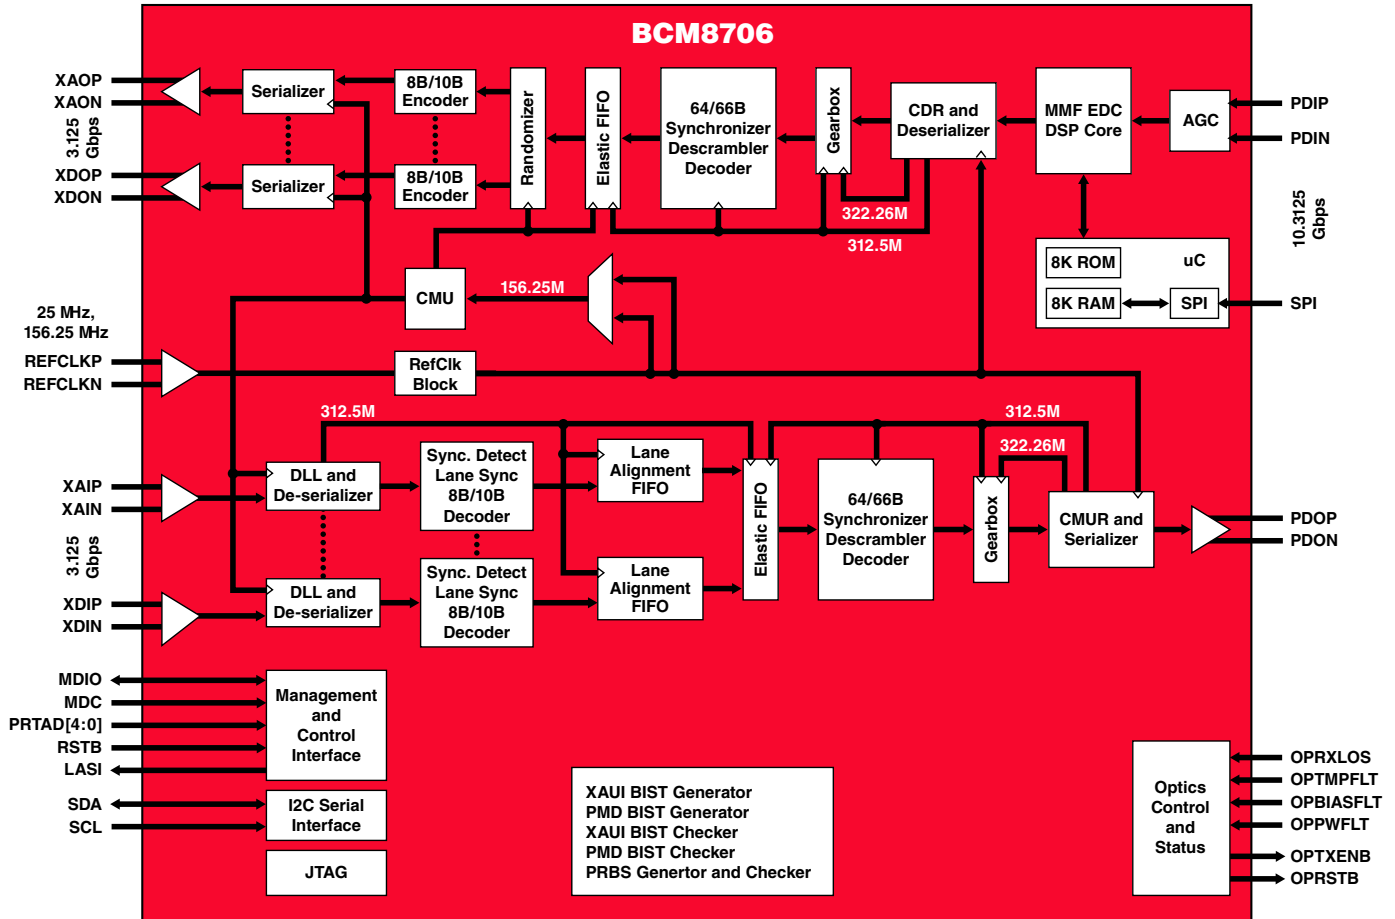 BCM8706
XAOP
XAON
3.125
Gbps
XDOP
XDON
Serializer
Serializer
8B/10B
Encoder
8B/10B
Encoder
Randomizer
Elastic FIFO
64/66B
Synchronizer
Descrambler
Decoder
Gearbox
CDR and
Deserializer
MMF EDC
DSP Core
AGC
PDIP
PDIN
10.3125
Gbps
322.26M
312.5M
8K ROM
uC
8K RAM
SPI
SPI
CMU
156.25M
25 MHz,
156.25 MHz
REFCLKP
REFCLKN
RefClk
Block
312.5M
312.5M
322.26M
XAIP
XAIN
3.125
Gbps
XDIP
XDIN
DLL and
De-serializer
DLL and
De-serializer
Sync. Detect
Lane Sync
8B/10B
Decoder
Sync. Detect
Lane Sync
8B/10B
Decoder
Lane
Alignment
FIFO
Lane
Alignment
FIFO
Elastic FIFO
64/66B
Synchronizer
Descrambler
Decoder
Gearbox
CMUR and
Serializer
PDOP
PDON
MDIO
MDC
PRTAD[4:0]
RSTB
LASI
Management
and
Control
Interface
SDA
SCL
I2C Serial
Interface
JTAG
XAUI BIST Generator
PMD BIST Generator
XAUI BIST Checker
PMD BIST Checker
PRBS Genertor and Checker
Optics
Control
and
Status
OPRXLOS
OPTMPFLT
OPBIASFLT
OPPWFLT
OPTXENB
OPRSTB